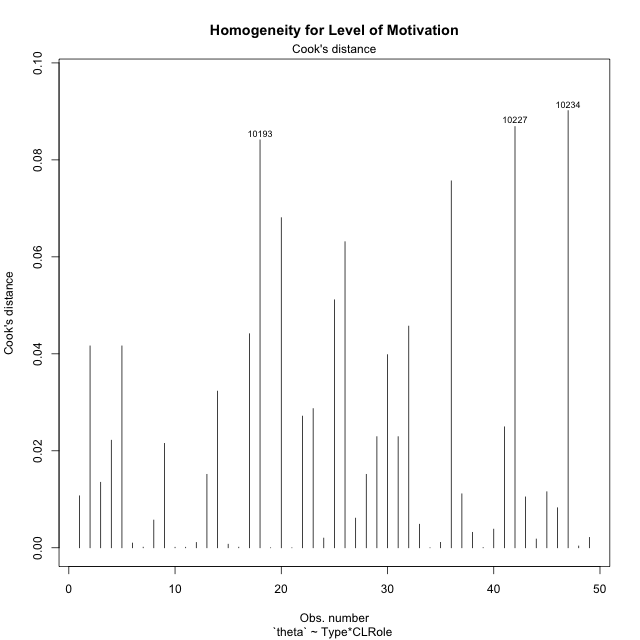 Homogeneity for Level of Motivation
Cook's distance
0.10
0.08
0.06
0.04
0.02
0.00
Cook's distance
10193
10227
10234
0 10 20 30 40 50
Obs. number
`theta` ~ Type*CLRole